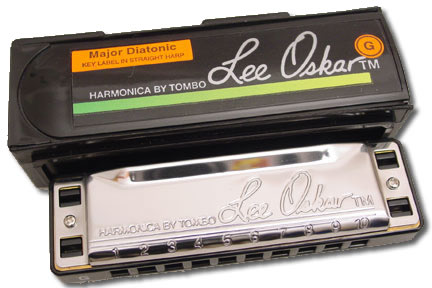 Major Diatonic
KEY LABEL IN STRAIGHT HARP
HARMONICA BY TOMBO Lee Oskar TM
G
HARMONICA BY TOMBO Lee Oskar TM
1 2 3 4 5 6 7 8 9 10